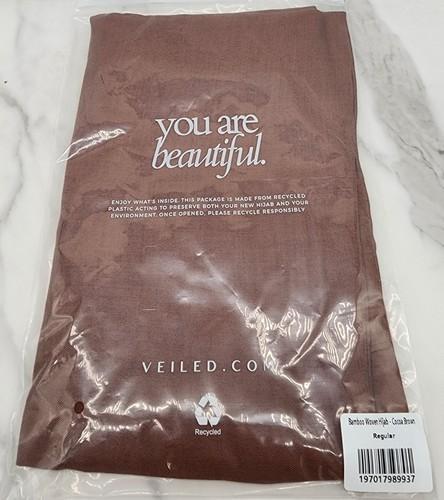 you are
beautiful.
ENJOY WHAT'S INSIDE. THIS PACKAGE IS MADE FROM RECYCLED
PLASTIC ACTING TO PRESERVE BOTH YOUR NEW HIJAB AND YOUR
ENVIRONMENT. ONCE OPENED, PLEASE RECYCLE RESPONSIBLY
VEILED.COM
Recycled
Bamboo Woven Hijab - Cocoa Brown
Regular
197017989937